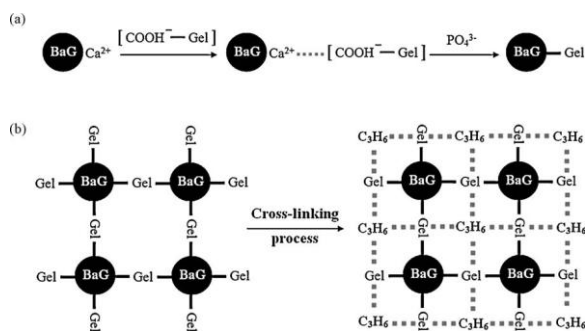 (a)
BaG Ca²⁺ [COOH⁻—Gel] BaG Ca²⁺ [COOH⁻—Gel] PO₄³⁻ BaG Gel
(b)
Gel Gel
Gel BaG Gel BaG Gel
Gel Gel
Gel BaG Gel BaG Gel
Gel Gel
Cross-linking
process
C₃H₆ Gel C₃H₆ Gel C₃H₆
Gel BaG Gel BaG Gel
C₃H₆ Gel C₃H₆ Gel C₃H₆
Gel BaG Gel BaG Gel
C₃H₆ Gel C₃H₆ Gel C₃H₆